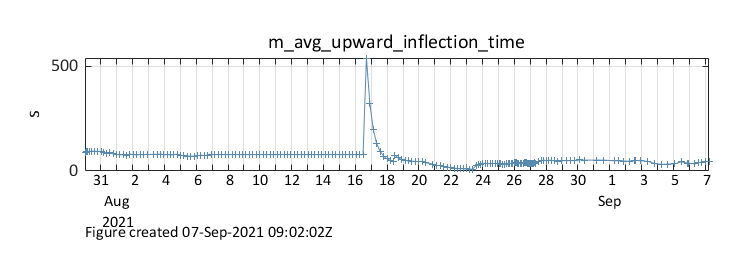 m_avg_upward_inflection_time
500
s
0
31 2 4 6 8 10 12 14 16 18 20 22 24 26 28 30 1 3 5 7
Aug Sep
2021
Figure created 07-Sep-2021 09:02:02Z